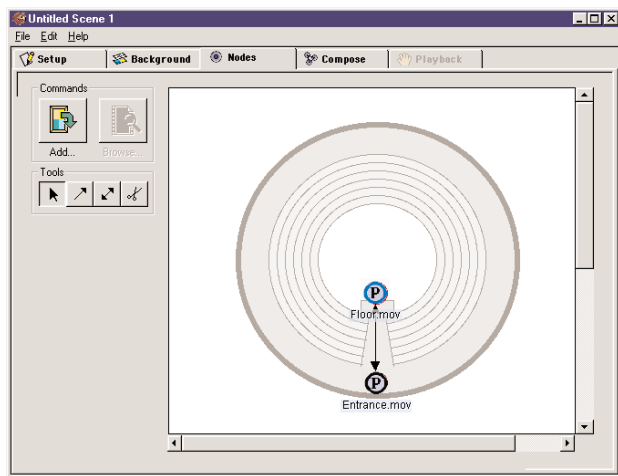 Untitled Scene 1
File Edit Help
Setup Background Nodes Compose Playback
Commands
Add... Browse...
Tools
P
Floor.mov
P
Entrance.mov